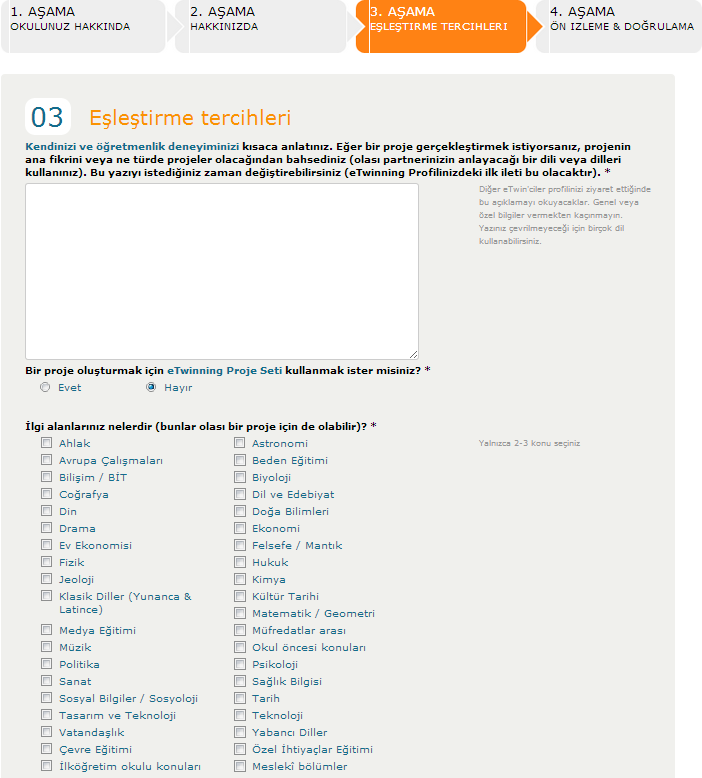 1. AŞAMA
OKULUNUZ HAKKINDA
2. AŞAMA
HAKKINIZDA
3. AŞAMA
EŞLEŞTİRME TERCIHLERI
4. AŞAMA
ÖN IZLEME & DOĞRULAMA
03 Eşleştirme tercihleri
Kendinizi ve öğretmenlik deneyiminizi kısaca anlatınız. Eğer bir proje gerçekleştirmek istiyorsanız, projenin
ana fikrini veya ne türde projeler olacağından bahsediniz (olası partnerinizin anlayacağı bir dili veya dilleri
kullanınız). Bu yazıyı istediğiniz zaman değiştirebilirsiniz (eTwinning Profilinizdeki ilk ileti bu olacaktır). *
Diğer eTwin'ciler profilinizi ziyaret ettiğinde
bu açıklamayı okuyacaklar. Genel veya
özel bilgiler vermekten kaçınmayın.
Yazınız çevrilmeyeceği için birçok dil
kullanabilirsiniz.
Bir proje oluşturmak için eTwinning Proje Seti kullanmak ister misiniz? *
Evet Hayır
İlgi alanlarınız nelerdir (bunlar olası bir proje için de olabilir)? *
Yalnızca 2-3 konu seçiniz
Ahlak
Avrupa Çalışmaları
Bilişim / BİT
Coğrafya
Din
Drama
Ev Ekonomisi
Fizik
Jeoloji
Klasik Diller (Yunanca &
Latince)
Medya Eğitimi
Müzik
Politika
Sanat
Sosyal Bilgiler / Sosyoloji
Tasarım ve Teknoloji
Vatandaşlık
Çevre Eğitimi
İlköğretim okulu konuları
Astronomi
Beden Eğitimi
Biyoloji
Dil ve Edebiyat
Doğa Bilimleri
Ekonomi
Felsefe / Mantık
Hukuk
Kimya
Kültür Tarihi
Matematik / Geometri
Müfredatlar arası
Okul öncesi konuları
Psikoloji
Sağlık Bilgisi
Tarih
Teknoloji
Yabancı Diller
Özel İhtiyaçlar Eğitimi
Meslekî bölümler